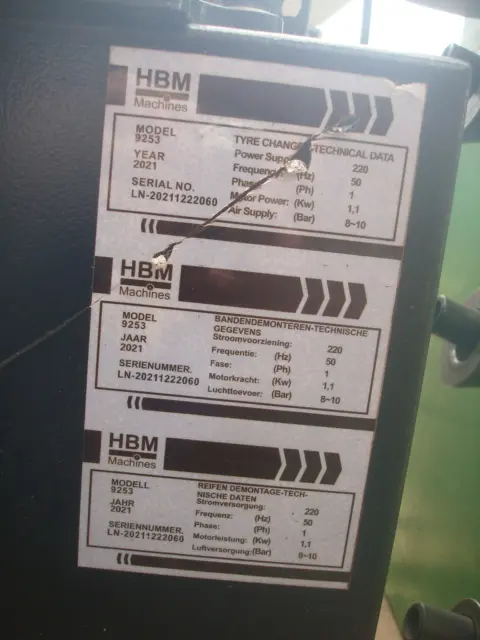 HBM
Machines
MODEL
9253
YEAR
2021
SERIAL NO.
LN-20211222060
TYRE CHANGER-TECHNICAL DATA
Power Supply: 220
Frequency: (Hz) 50
Phase: (Ph) 1
Motor Power: (Kw) 1,1
Air Supply: (Bar) 8~10
HBM
Machines
MODEL
9253
JAAR
2021
SERIENUMMER.
LN-20211222060
BANDENDEMONTEREN-TECHNISCHE
GEGEVENS
Stroomvoorziening: 220
Frequentie: (Hz) 50
Fase: (Ph) 1
Motorkracht: (Kw) 1,1
Luchttoevoer: (Bar) 8~10
HBM
Machines
MODELL
9253
JAHR
2021
SERIENNUMMER.
LN-20211222060
REIFEN DEMONTAGE-TECH-
NISCHE DATEN
Stromversorgung: 220
Frequenz: (Hz) 50
Phase: (Ph) 1
Motorleistung: (Kw) 1,1
Luftversorgung:(Bar) 8~10